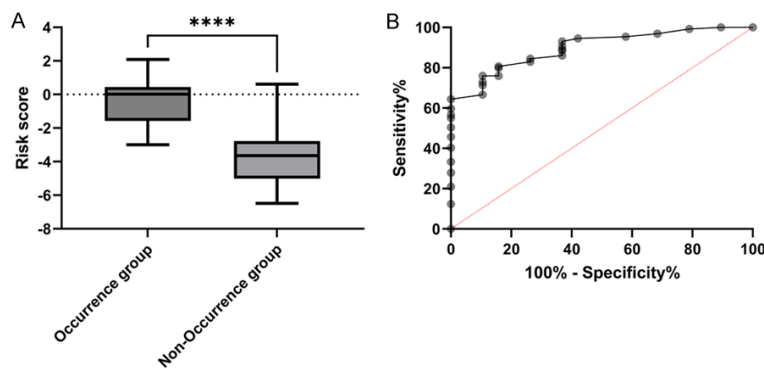 A
****
Risk score
4
2
0
-2
-4
-6
-8
Occurrence group
Non-Occurrence group
B
Sensitivity%
100
80
60
40
20
0
0 20 40 60 80 100
100% - Specificity%